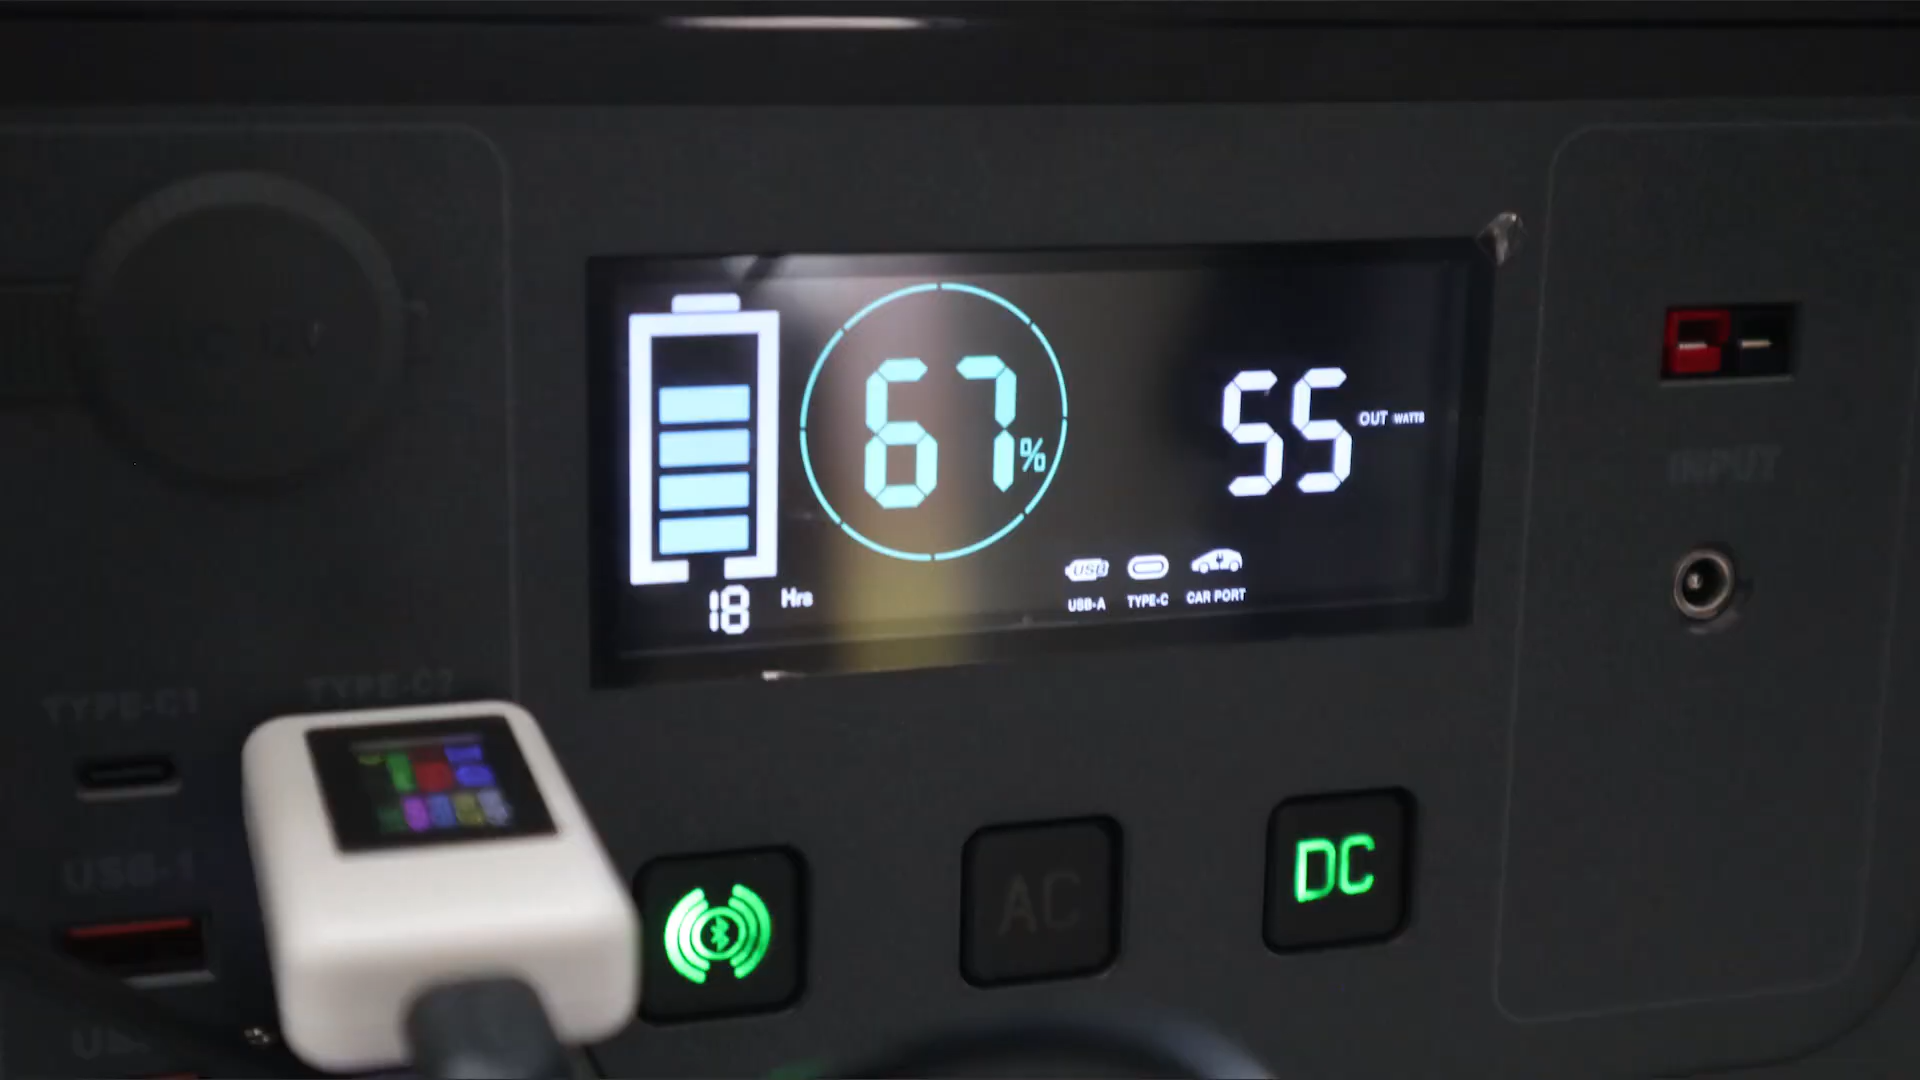 67%
55 OUT WATTS
18 Hrs
USB
USB-A TYPE-C CAR PORT
INPUT
TYPE-C1 TYPE-C2
USB-1
AC
DC